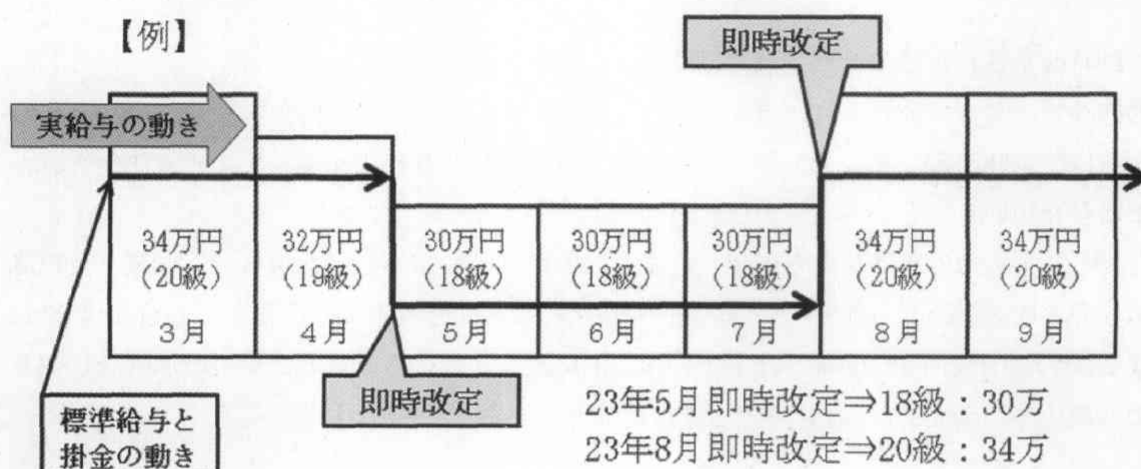 【例】
即時改定
実給与の動き
34万円
(20級)
3月
32万円
(19級)
4月
30万円
(18級)
5月
30万円
(18級)
6月
30万円
(18級)
7月
34万円
(20級)
8月
34万円
(20級)
9月
標準給与と
掛金の動き
即時改定
23年5月即時改定⇒18級：30万
23年8月即時改定⇒20級：34万